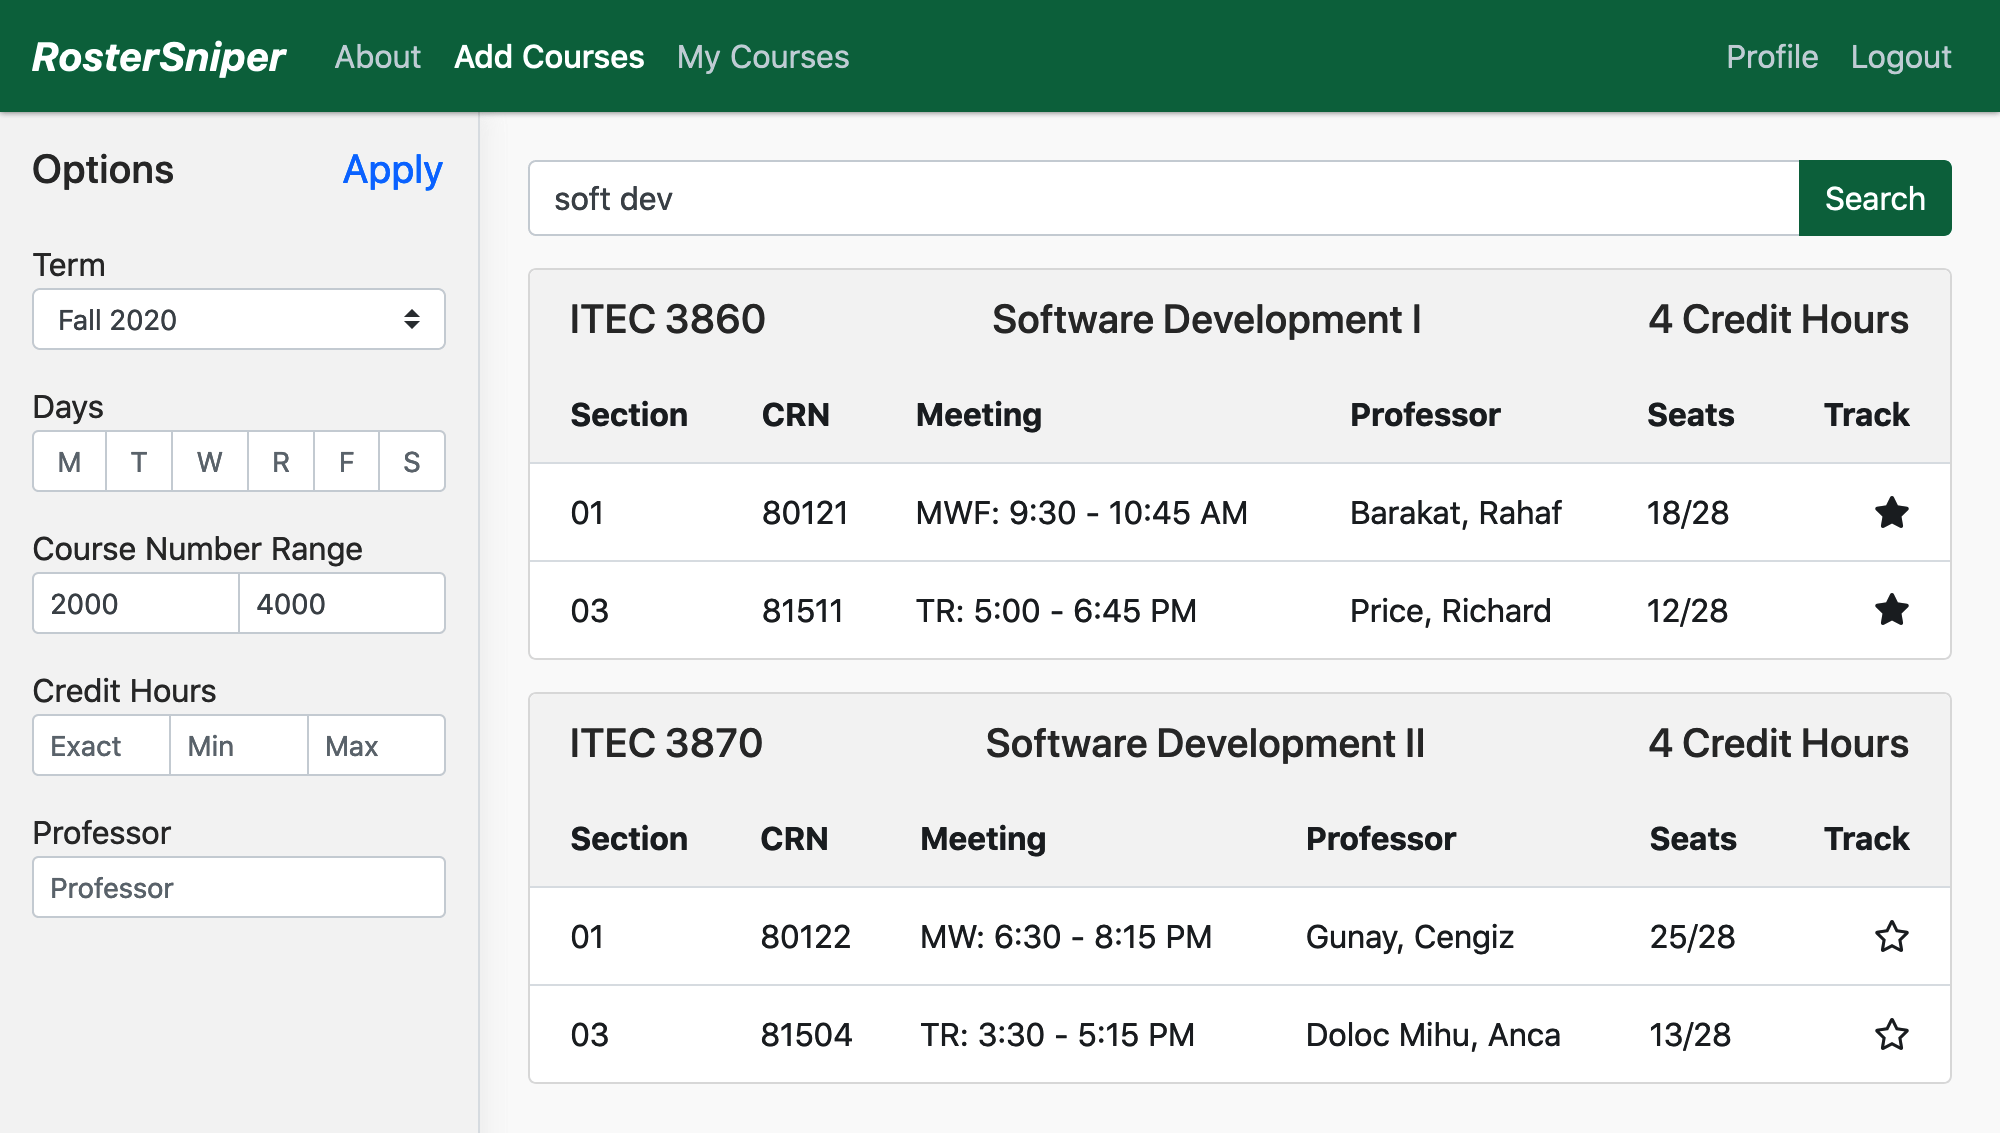 RosterSniper About Add Courses My Courses Profile Logout
Options Apply
Term
Fall 2020
Days
M T W R F S
Course Number Range
2000 4000
Credit Hours
Exact Min Max
Professor
Professor
soft dev Search
ITEC 3860 Software Development I 4 Credit Hours
Section CRN Meeting Professor Seats Track
01 80121 MWF: 9:30 - 10:45 AM Barakat, Rahaf 18/28
03 81511 TR: 5:00 - 6:45 PM Price, Richard 12/28
ITEC 3870 Software Development II 4 Credit Hours
Section CRN Meeting Professor Seats Track
01 80122 MW: 6:30 - 8:15 PM Gunay, Cengiz 25/28
03 81504 TR: 3:30 - 5:15 PM Doloc Mihu, Anca 13/28